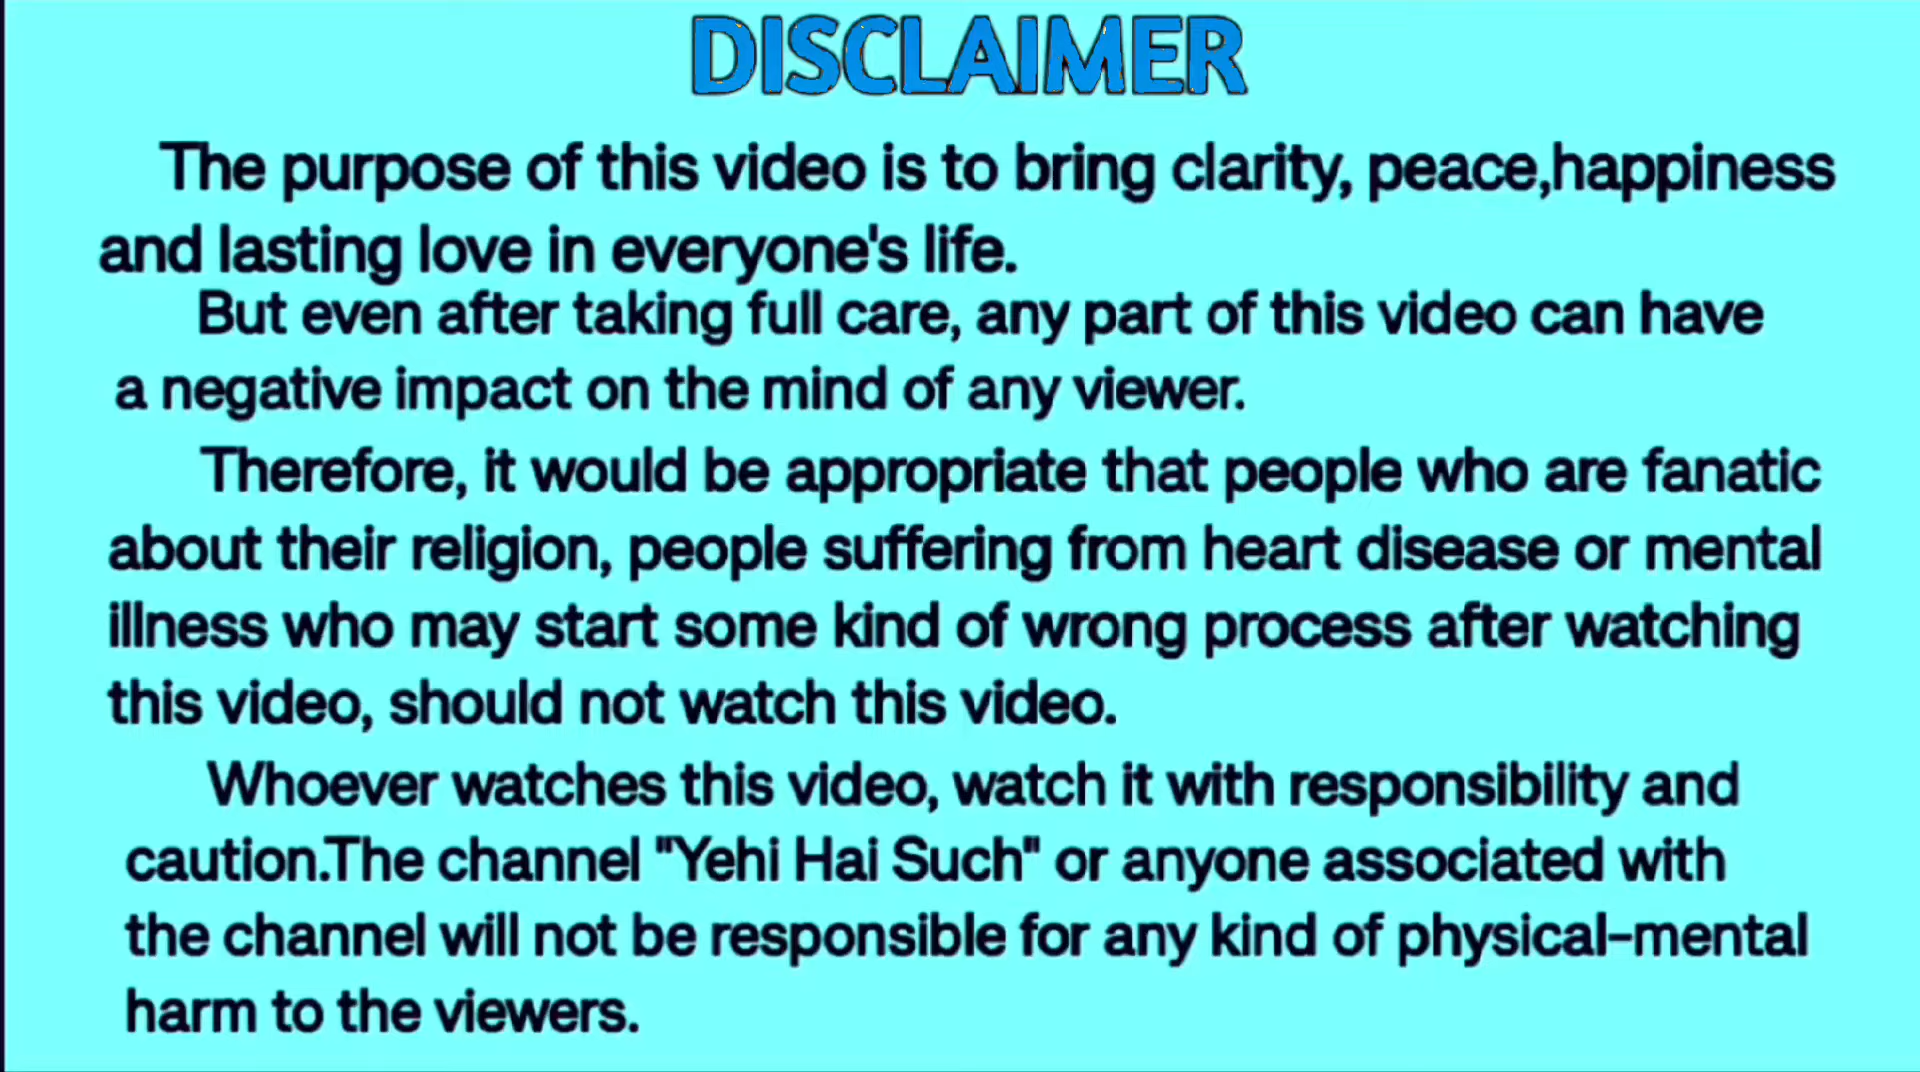 DISCLAIMER
The purpose of this video is to bring clarity, peace,happiness
and lasting love in everyone's life.
But even after taking full care, any part of this video can have
a negative impact on the mind of any viewer.
Therefore, it would be appropriate that people who are fanatic
about their religion, people suffering from heart disease or mental
illness who may start some kind of wrong process after watching
this video, should not watch this video.
Whoever watches this video, watch it with responsibility and
caution.The channel "Yehi Hai Such" or anyone associated with
the channel will not be responsible for any kind of physical-mental
harm to the viewers.